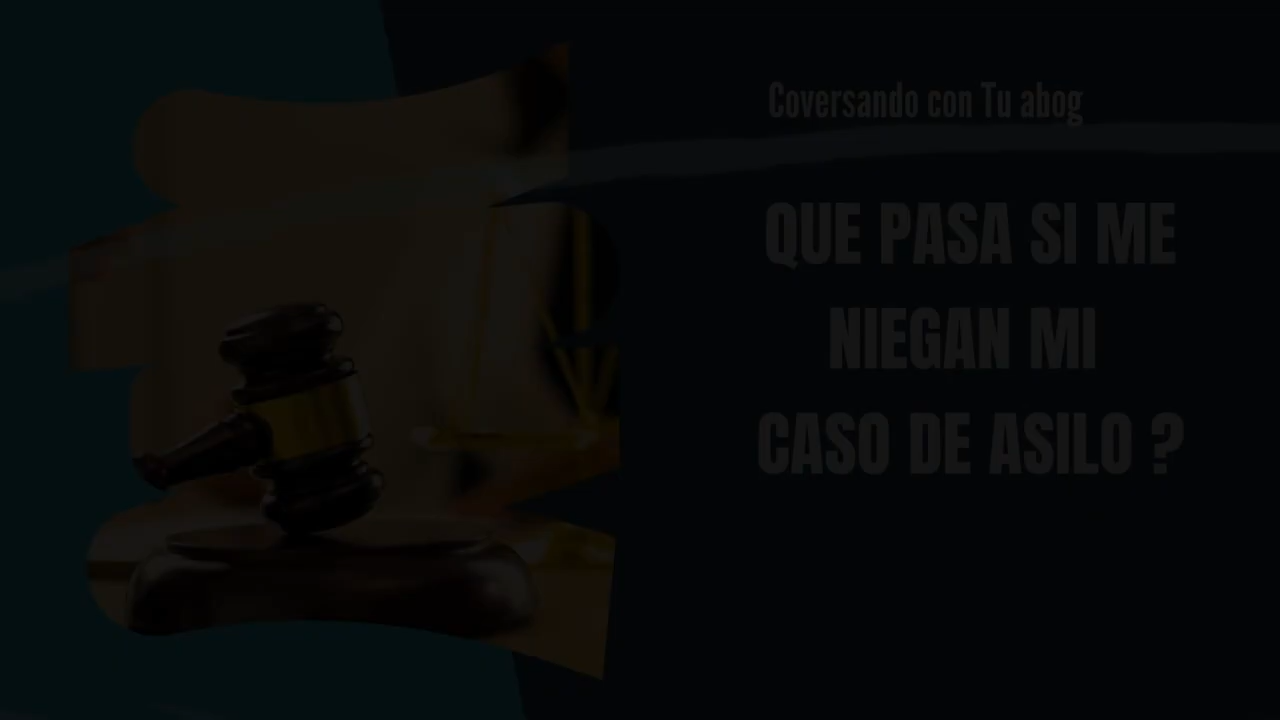 Coversando con Tu abog
QUE PASA SI ME
NIEGAN MI
CASO DE ASILO ?